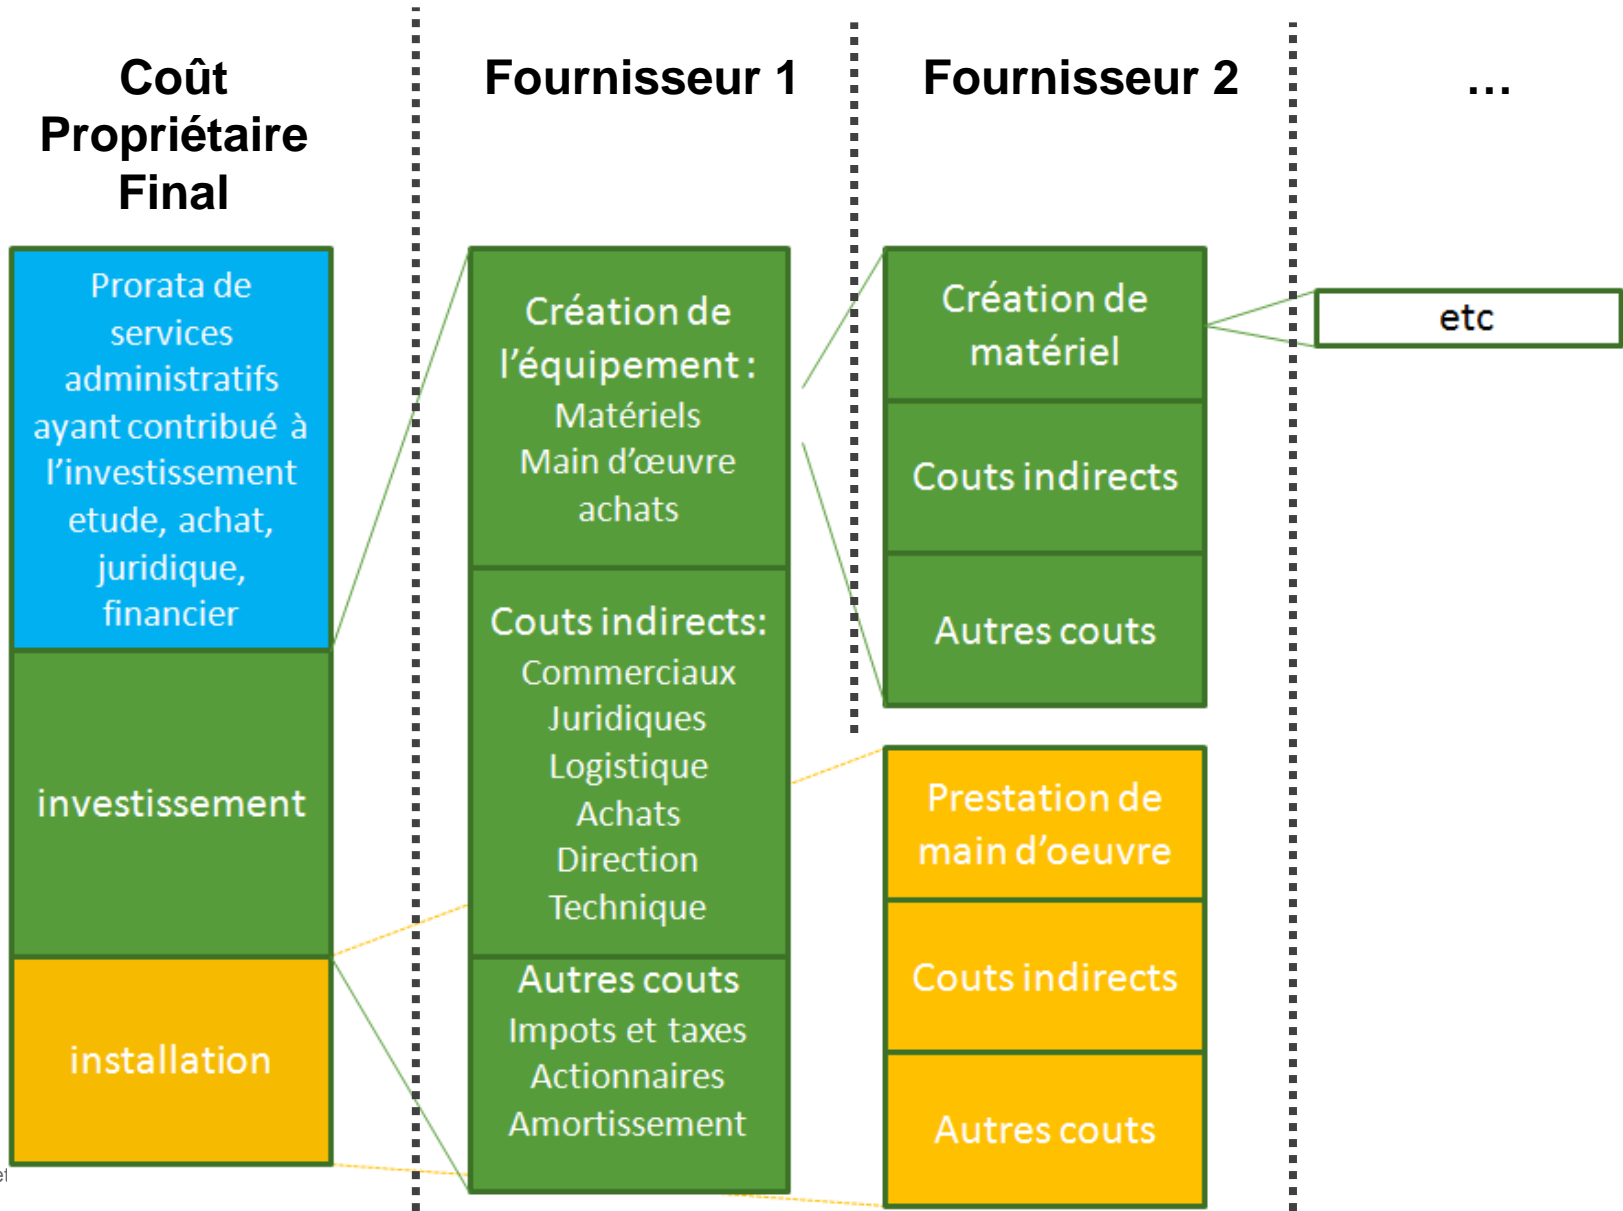 Coût
Propriétaire
Final
Prorata de
services
administratifs
ayant contribué à
l’investissement
etude, achat,
juridique,
financier
investissement
installation
Fournisseur 1
Création de
l’équipement :
Matériels
Main d’œuvre
achats
Couts indirects:
Commerciaux
Juridiques
Logistique
Achats
Direction
Technique
Autres couts
Impots et taxes
Actionnaires
Amortissement
Fournisseur 2
Création de
matériel
Couts indirects
Autres couts
Prestation de
main d’oeuvre
Couts indirects
Autres couts
…
etc